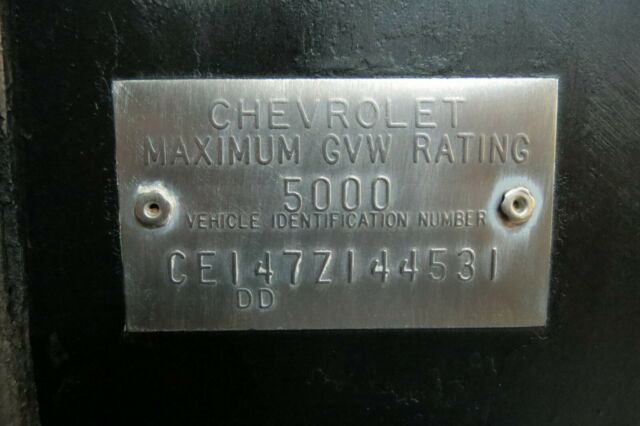 CHEVROLET
MAXIMUM GVW RATING
5000
VEHICLE IDENTIFICATION NUMBER
CE147Z144531
DD